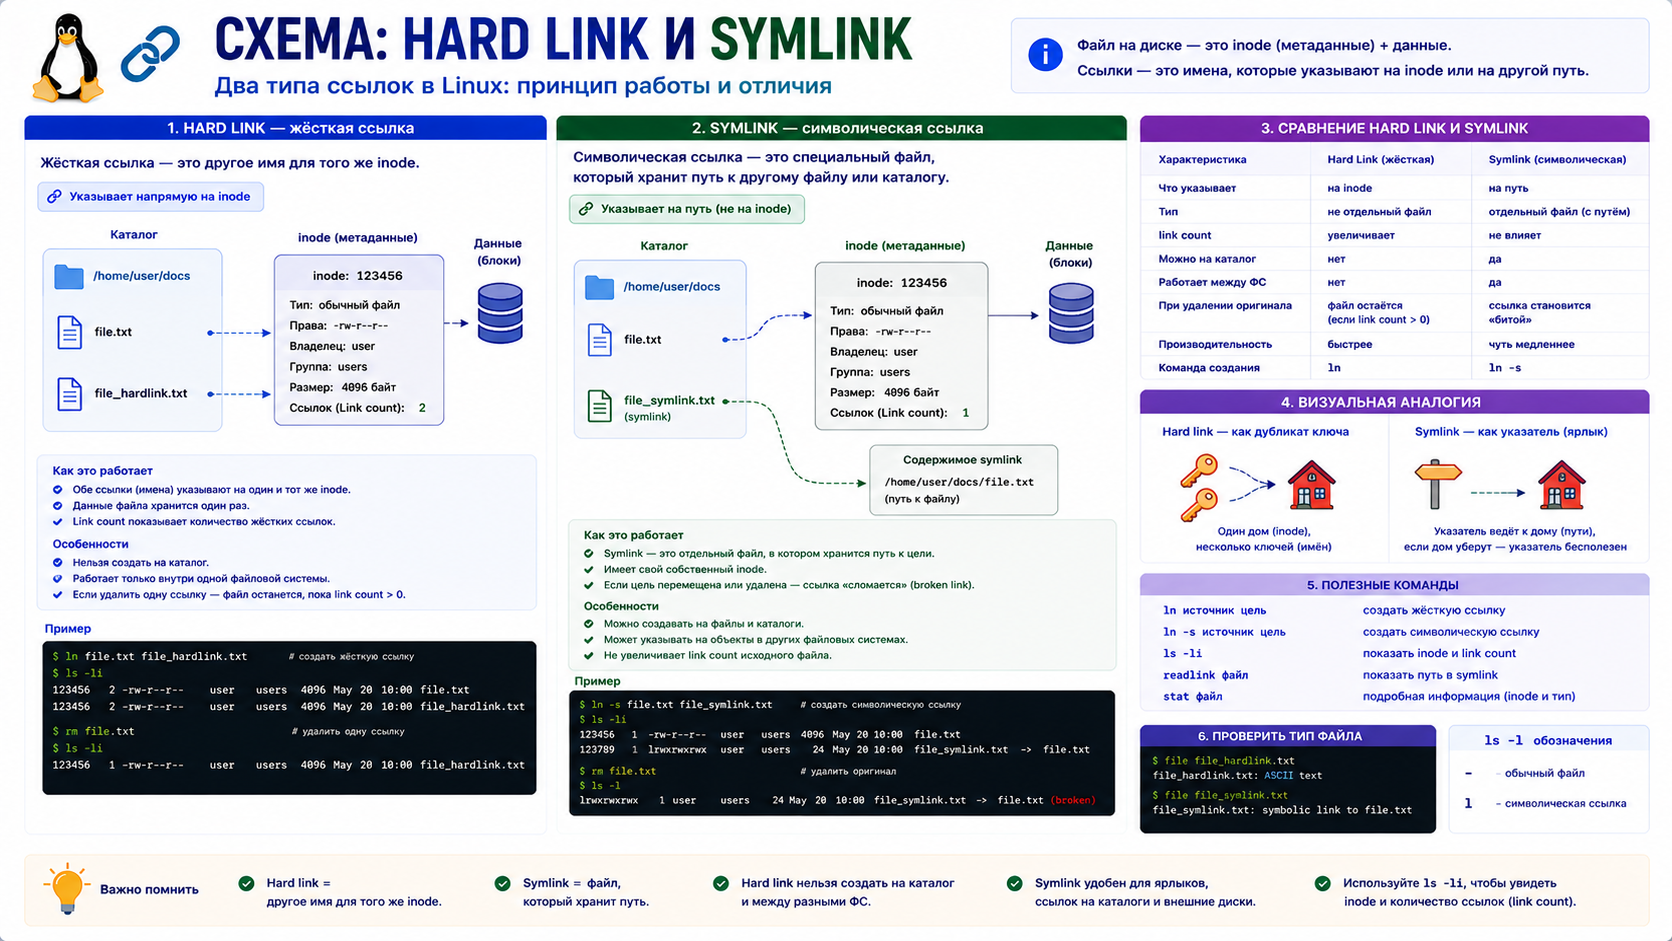 СХЕМА: HARD LINK И SYMLINK
Два типа ссылок в Linux: принцип работы и отличия
Файл на диске — это inode (метаданные) + данные.
Ссылки — это имена, которые указывают на inode или на другой путь.
1. HARD LINK — жёсткая ссылка
Жёсткая ссылка — это другое имя для того же inode.
Указывает напрямую на inode
Каталог
/home/user/docs
file.txt
file_hardlink.txt
inode (метаданные)
inode: 123456
Тип: обычный файл
Права: -rw-r--r--
Владелец: user
Группа: users
Размер: 4096 байт
Ссылок (Link count): 2
Данные
(блоки)
Как это работает
Обе ссылки (имена) указывают на один и тот же inode.
Данные файла хранится один раз.
Link count показывает количество жёстких ссылок.
Особенности
Нельзя создать на каталог.
Работает только внутри одной файловой системы.
Если удалить одну ссылку — файл останется, пока link count > 0.
Пример
$ ln file.txt file_hardlink.txt # создать жёсткую ссылку
$ ls -li
123456 2 -rw-r--r-- user users 4096 May 20 10:00 file.txt
123456 2 -rw-r--r-- user users 4096 May 20 10:00 file_hardlink.txt
$ rm file.txt # удалить одну ссылку
$ ls -li
123456 1 -rw-r--r-- user users 4096 May 20 10:00 file_hardlink.txt
2. SYMLINK — символическая ссылка
Символическая ссылка — это специальный файл,
который хранит путь к другому файлу или каталогу.
Указывает на путь (не на inode)
Каталог
/home/user/docs
file.txt
file_symlink.txt
(symlink)
inode (метаданные)
inode: 123456
Тип: обычный файл
Права: -rw-r--r--
Владелец: user
Группа: users
Размер: 4096 байт
Ссылок (Link count): 1
Данные
(блоки)
Содержимое symlink
/home/user/docs/file.txt
(путь к файлу)
Как это работает
Symlink — это отдельный файл, в котором хранится путь к цели.
Имеет свой собственный inode.
Если цель перемещена или удалена — ссылка «сломается» (broken link).
Особенности
Можно создавать на файлы и каталоги.
Может указывать на объекты в других файловых системах.
Не увеличивает link count исходного файла.
Пример
$ ln -s file.txt file_symlink.txt # создать символическую ссылку
$ ls -li
123456 1 -rw-r--r-- user users 4096 May 20 10:00 file.txt
123789 1 lrwxrwxrwx user users 24 May 20 10:00 file_symlink.txt -> file.txt
$ rm file.txt # удалить оригинал
$ ls -l
lrwxrwxrwx 1 user users 24 May 20 10:00 file_symlink.txt -> file.txt (broken)
3. СРАВНЕНИЕ HARD LINK И SYMLINK
Характеристика Hard Link (жёсткая) Symlink (символическая)
Что указывает на inode на путь
Тип не отдельный файл отдельный файл (с путём)
link count увеличивает не влияет
Можно на каталог нет да
Работает между ФС нет да
При удалении оригинала файл остаётся ссылка становится
(если link count > 0) «битой»
Производительность быстрее чуть медленнее
Команда создания ln ln -s
4. ВИЗУАЛЬНАЯ АНАЛОГИЯ
Hard link — как дубликат ключа
Один дом (inode),
несколько ключей (имён)
Symlink — как указатель (ярлык)
Указатель ведёт к дому (пути),
если дом уберут — указатель бесполезен
5. ПОЛЕЗНЫЕ КОМАНДЫ
ln источник цель создать жёсткую ссылку
ln -s источник цель создать символическую ссылку
ls -li показать inode и link count
readlink файл показать путь в symlink
stat файл подробная информация (inode и тип)
6. ПРОВЕРИТЬ ТИП ФАЙЛА
$ file file_hardlink.txt
file_hardlink.txt: ASCII text
$ file file_symlink.txt
file_symlink.txt: symbolic link to file.txt
ls -l обозначения
- – обычный файл
l – символическая ссылка
Важно помнить
Hard link =
другое имя для того же inode.
Symlink = файл,
который хранит путь.
Hard link нельзя создать на каталог
и между разными ФС.
Symlink удобен для ярлыков,
ссылок на каталоги и внешние диски.
Используйте ls -li, чтобы увидеть
inode и количество ссылок (link count).